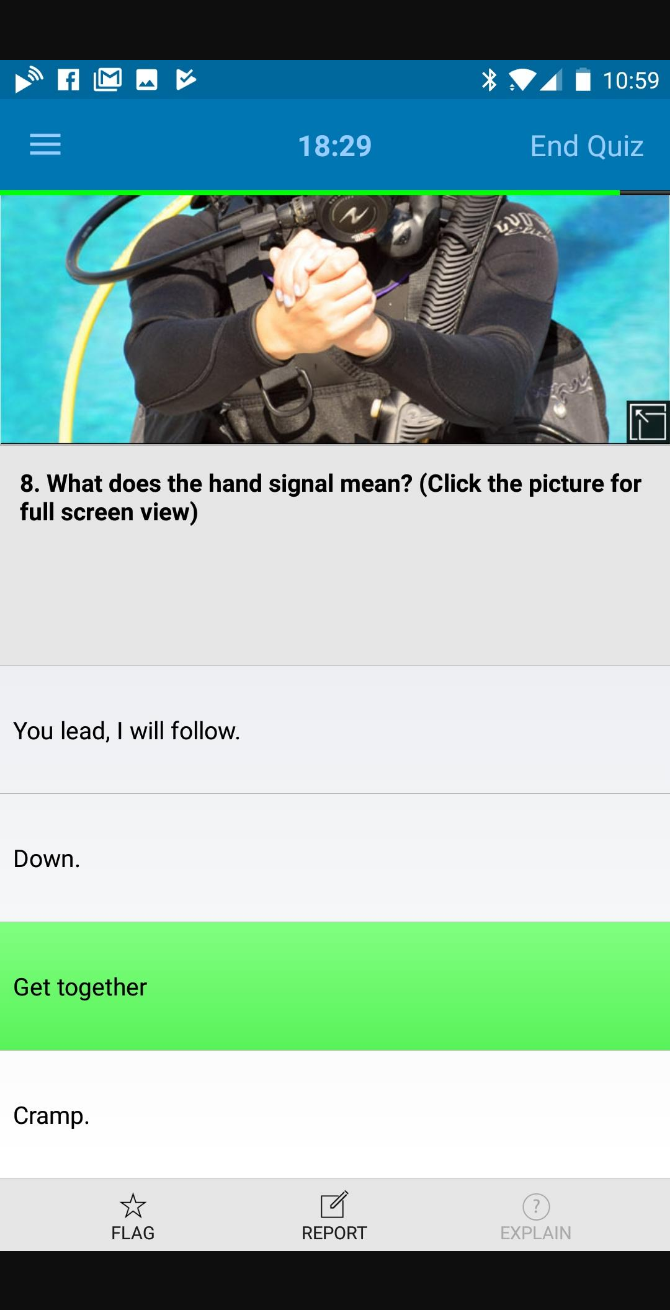 10:59
18:29
End Quiz
8. What does the hand signal mean? (Click the picture for
full screen view)
You lead, I will follow.
Down.
Get together
Cramp.
FLAG
REPORT
EXPLAIN